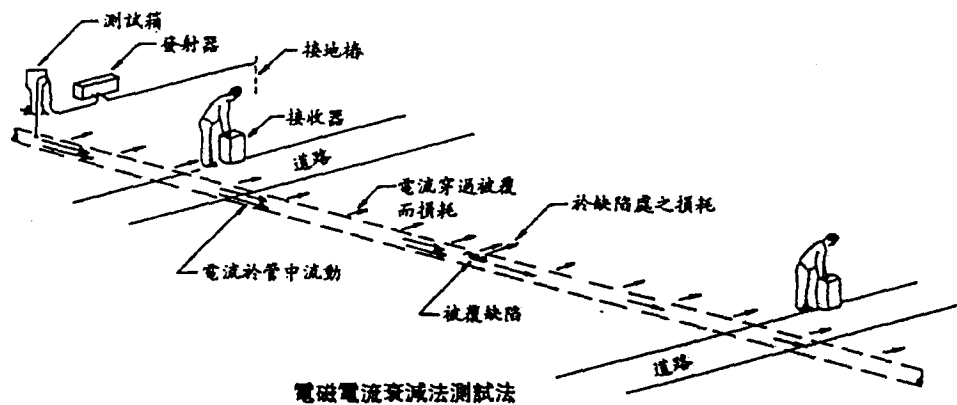 測試箱
發射器
接地樁
接收器
道路
電流穿過被覆
而損耗
於缺陷處之損耗
電流於管中流動
被覆缺陷
道路
電磁電流衰減法測試法